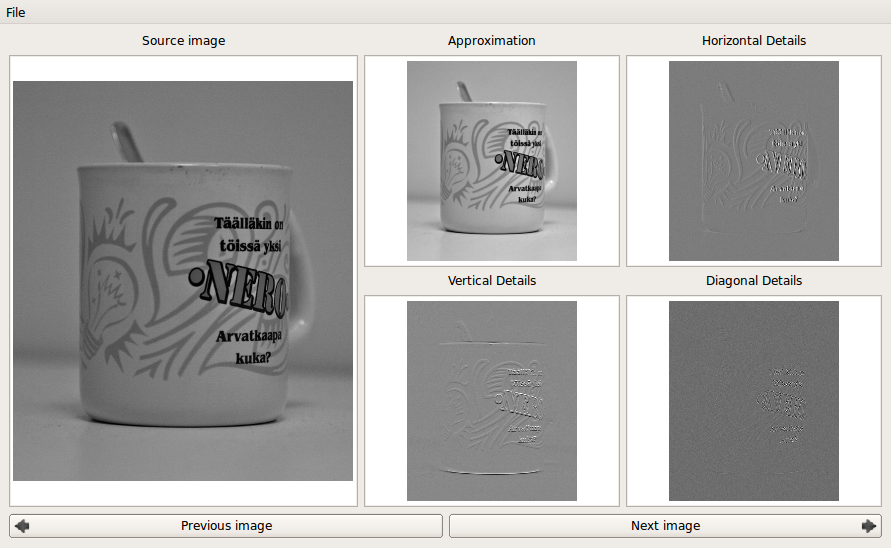 File
Source image
Approximation
Horizontal Details
Täälläkin on
töissä yksi
•NERO
Arvatkaapa
kuka?
Täälläkin on
töissä yksi
•NERO
Arvatkaapa
kuka?
Vertical Details
Diagonal Details
Previous image
Next image